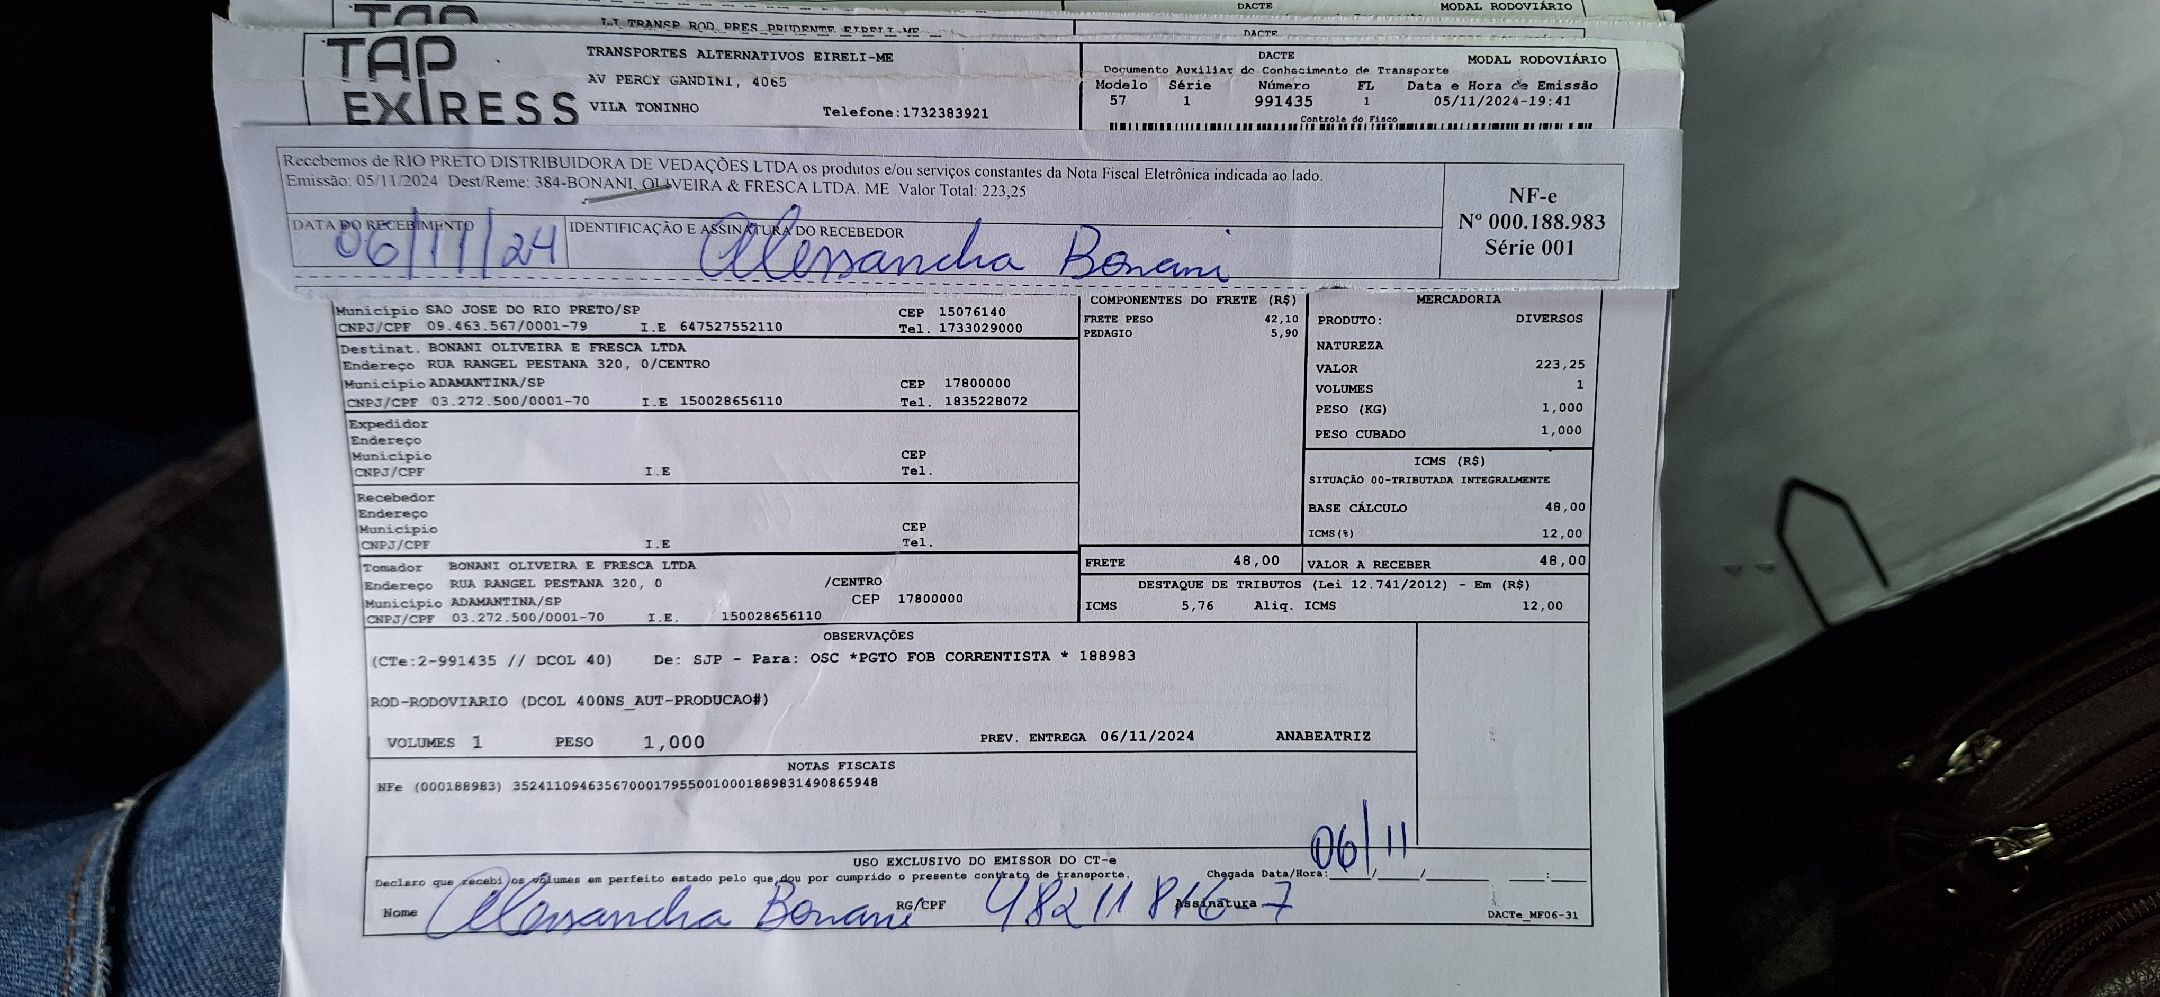 DACTE MODAL RODOVIÁRIO
LJ TRANSP ROD PRES PRUDENTE EIRELI-ME
DACTE
TAP EXPRESS
TRANSPORTES ALTERNATIVOS EIRELI-ME
AV PERCY GANDINI, 4065
VILA TONINHO Telefone:1732383921
DACTE MODAL RODOVIÁRIO
Documento Auxiliar do Conhecimento de Transporte
Modelo Série Número FL Data e Hora de Emissão
57 1 991435 1 05/11/2024-19:41
Controle do Fisco
Recebemos de RIO PRETO DISTRIBUIDORA DE VEDAÇÕES LTDA os produtos e/ou serviços constantes da Nota Fiscal Eletrônica indicada ao lado.
Emissão: 05/11/2024 Dest/Reme: 384-BONANI, OLIVEIRA & FRESCA LTDA. ME Valor Total: 223,25
NF-e
Nº 000.188.983
Série 001
DATA DO RECEBIMENTO IDENTIFICAÇÃO E ASSINATURA DO RECEBEDOR
06/11/24 Alessandra Bonani
Município SAO JOSE DO RIO PRETO/SP CEP 15076140
CNPJ/CPF 09.463.567/0001-79 I.E 647527552110 Tel. 1733029000
Destinat. BONANI OLIVEIRA E FRESCA LTDA
Endereço RUA RANGEL PESTANA 320, 0/CENTRO
Município ADAMANTINA/SP CEP 17800000
CNPJ/CPF 03.272.500/0001-70 I.E 150028656110 Tel. 1835228072
Expedidor
Endereço
Município CEP
CNPJ/CPF I.E Tel.
Recebedor
Endereço
Município CEP
CNPJ/CPF I.E Tel.
Tomador BONANI OLIVEIRA E FRESCA LTDA
Endereço RUA RANGEL PESTANA 320, 0 /CENTRO
Município ADAMANTINA/SP CEP 17800000
CNPJ/CPF 03.272.500/0001-70 I.E. 150028656110
COMPONENTES DO FRETE (R$)
FRETE PESO 42,10
PEDAGIO 5,90
MERCADORIA
PRODUTO: DIVERSOS
NATUREZA
VALOR 223,25
VOLUMES 1
PESO (KG) 1,000
PESO CUBADO 1,000
ICMS (R$)
SITUAÇÃO 00-TRIBUTADA INTEGRALMENTE
BASE CÁLCULO 48,00
ICMS(%) 12,00
FRETE 48,00 VALOR A RECEBER 48,00
DESTAQUE DE TRIBUTOS (Lei 12.741/2012) - Em (R$)
ICMS 5,76 Aliq. ICMS 12,00
OBSERVAÇÕES
(CTe:2-991435 // DCOL 40) De: SJP - Para: OSC *PGTO FOB CORRENTISTA * 188983
ROD-RODOVIARIO (DCOL 400NS_AUT-PRODUCAO#)
VOLUMES 1 PESO 1,000 PREV. ENTREGA 06/11/2024 ANABEATRIZ
NOTAS FISCAIS
NFe (000188983) 35241109463567000179550010001889831490865948
USO EXCLUSIVO DO EMISSOR DO CT-e
Declaro que recebi os volumes em perfeito estado pelo que dou por cumprido o presente contrato de transporte. Chegada Data/Hora: 06/11
Nome Alessandra Bonani RG/CPF 48211816-7 Assinatura
DACTe_MF06-31